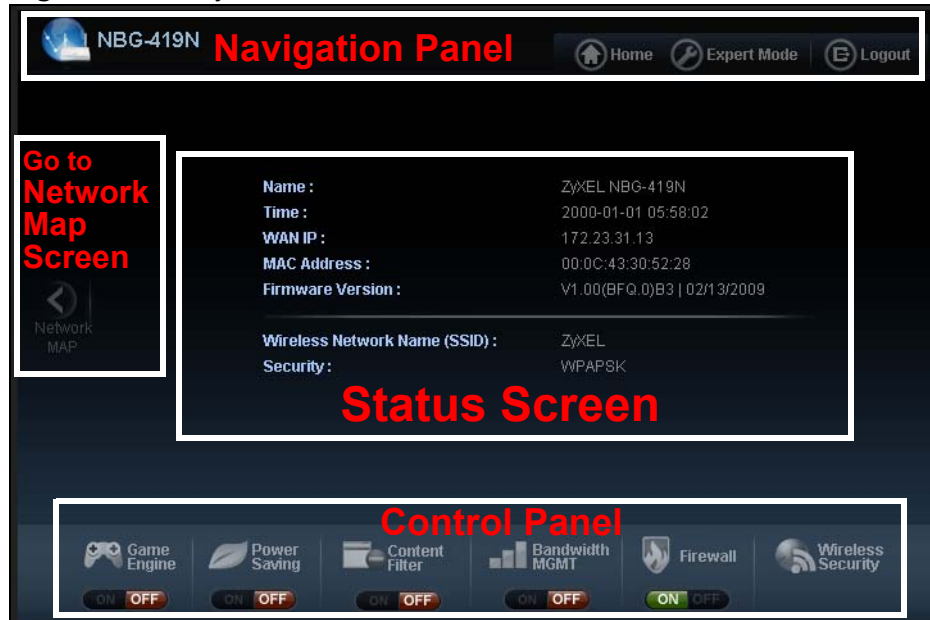 NBG-419N
Navigation Panel
Home
Expert Mode
Logout
Go to
Network
Map
Screen
Network
MAP
Name : ZyXEL NBG-419N
Time : 2000-01-01 05:58:02
WAN IP : 172.23.31.13
MAC Address : 00:0C:43:30:52:28
Firmware Version : V1.00(BFQ.0)B3 | 02/13/2009
Wireless Network Name (SSID) : ZyXEL
Security : WPAPSK
Status Screen
Control Panel
Game
Engine
ON OFF
Power
Saving
ON OFF
Content
Filter
ON OFF
Bandwidth
MGMT
ON OFF
Firewall
ON OFF
Wireless
Security